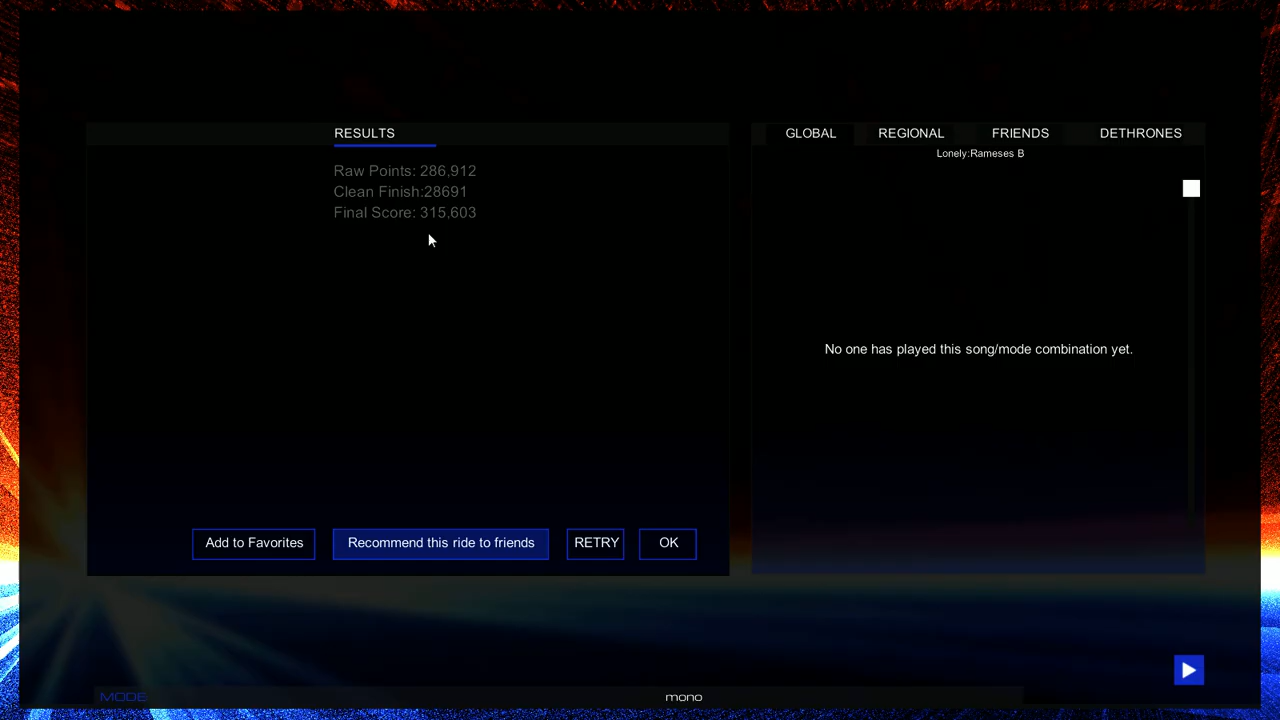 RESULTS
Raw Points: 286,912
Clean Finish:28691
Final Score: 315,603
Add to Favorites
Recommend this ride to friends
RETRY
OK
GLOBAL REGIONAL FRIENDS DETHRONES
Lonely:Rameses B
No one has played this song/mode combination yet.
MODE
mono